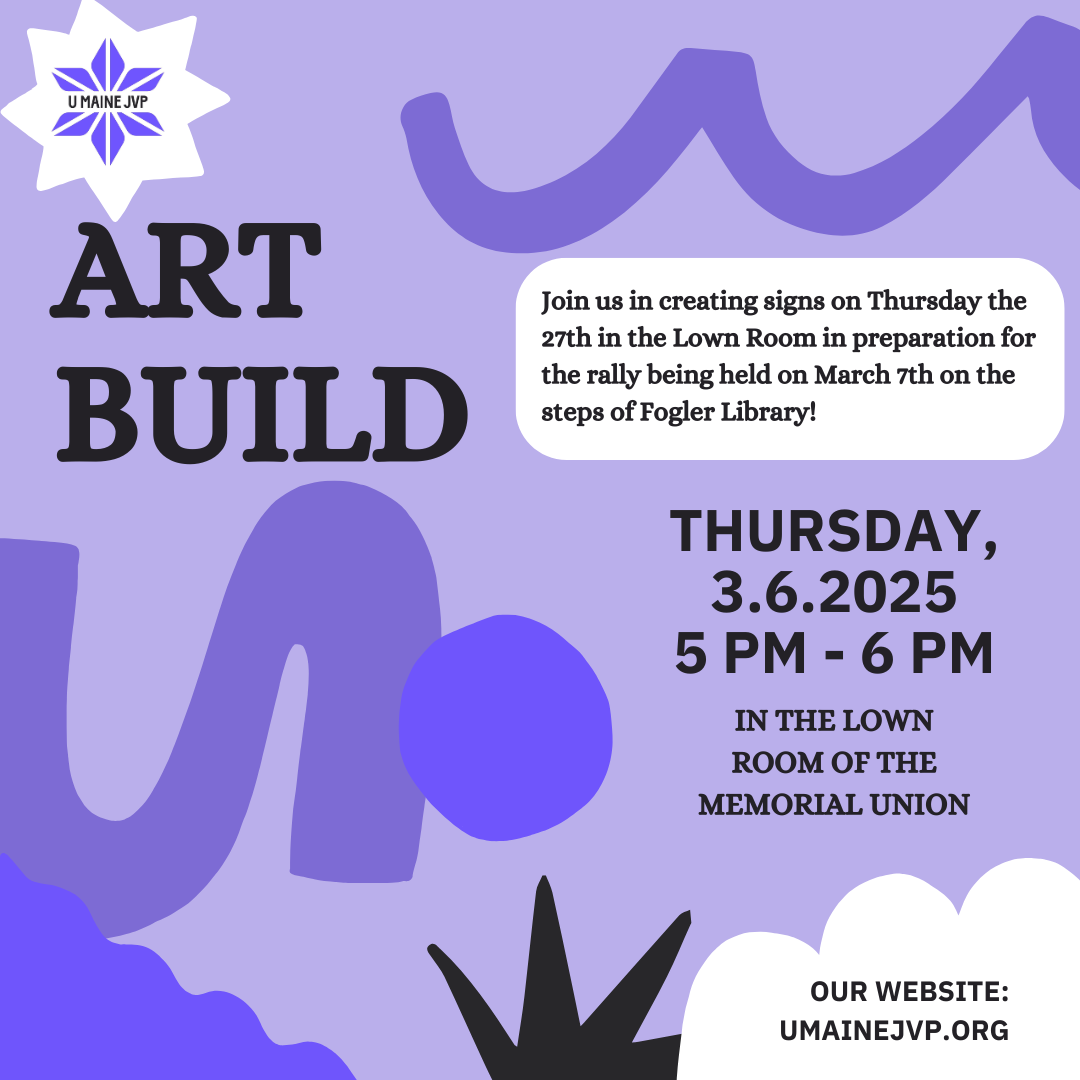 U MAINE JVP
ART
BUILD
Join us in creating signs on Thursday the
27th in the Lown Room in preparation for
the rally being held on March 7th on the
steps of Fogler Library!
THURSDAY,
3.6.2025
5 PM - 6 PM
IN THE LOWN
ROOM OF THE
MEMORIAL UNION
OUR WEBSITE:
UMAINEJVP.ORG